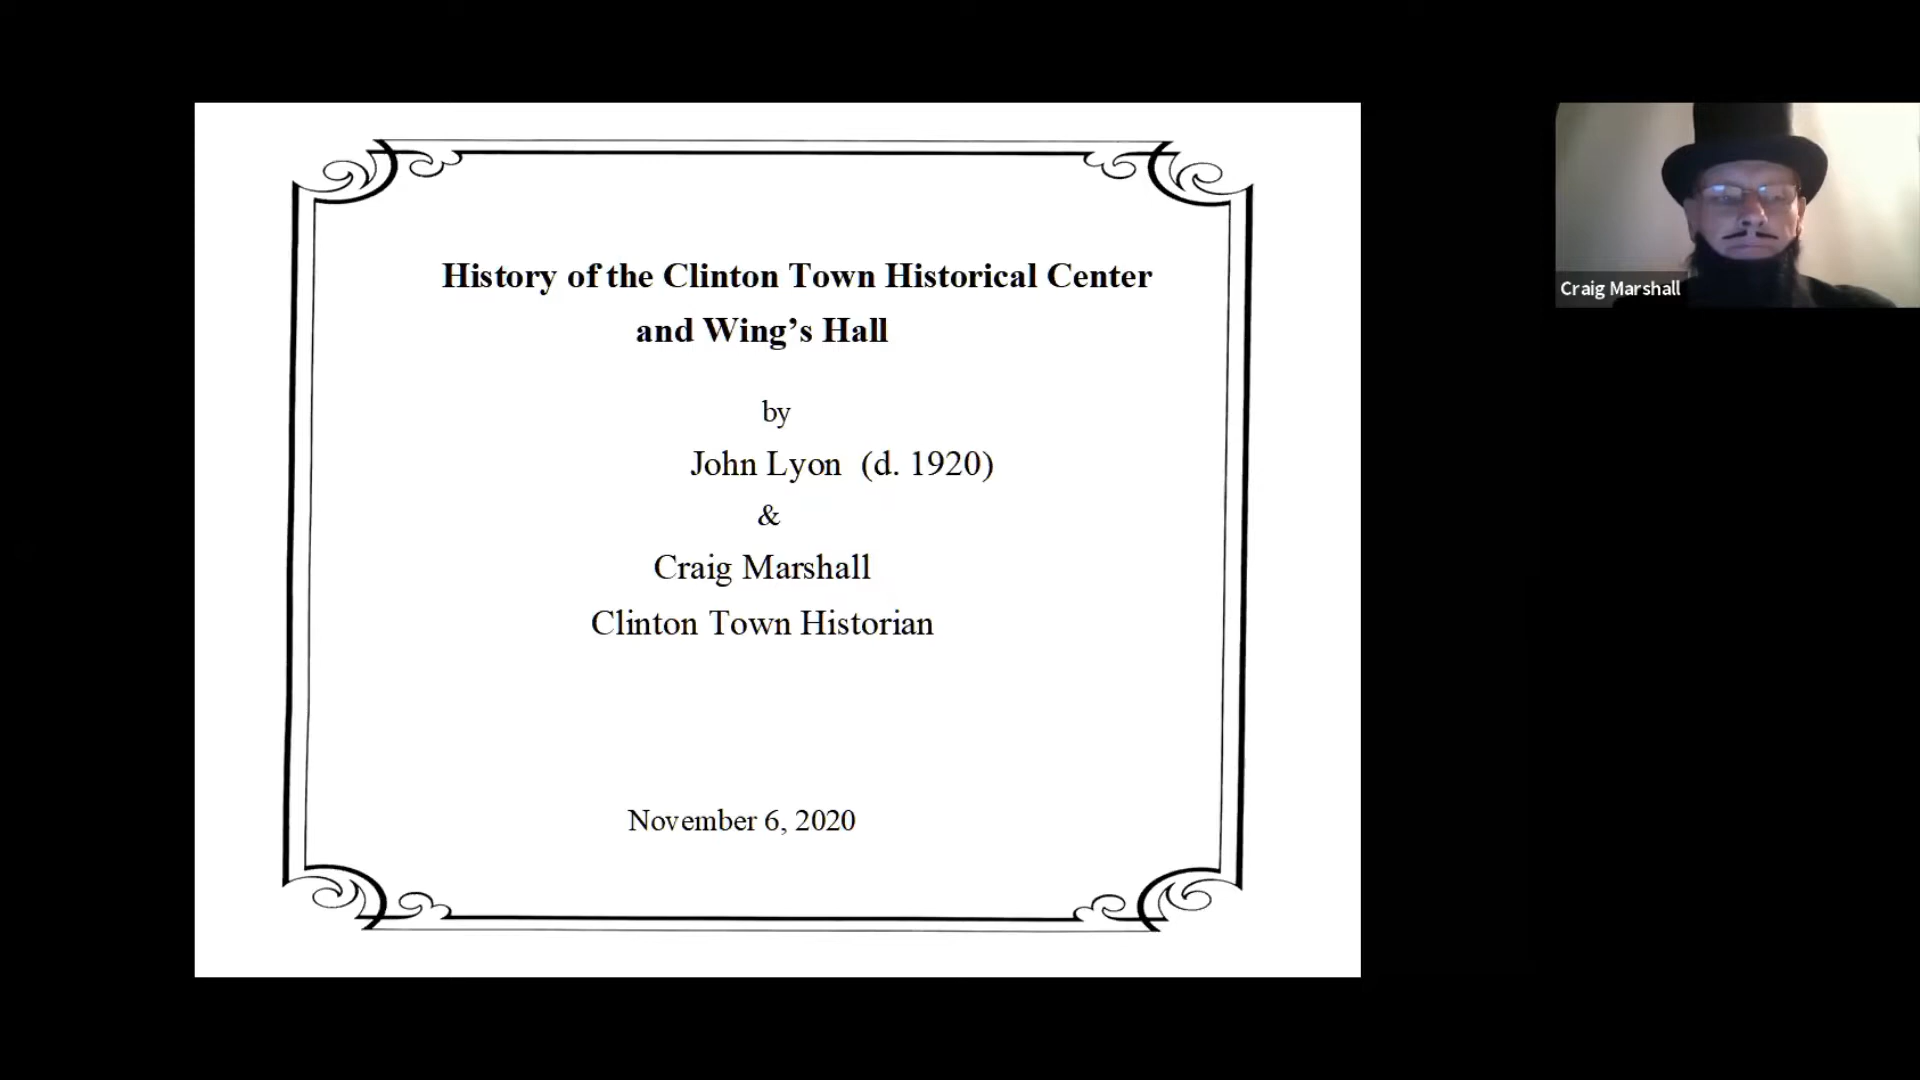 History of the Clinton Town Historical Center
and Wing's Hall
by
John Lyon (d. 1920)
&
Craig Marshall
Clinton Town Historian
November 6, 2020
Craig Marshall